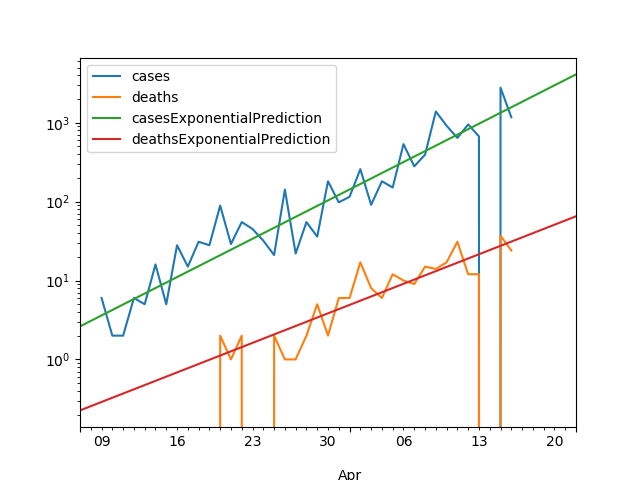 cases
deaths
casesExponentialPrediction
deathsExponentialPrediction
10³
10²
10¹
10⁰
09 16 23 30 06 13 20
Apr